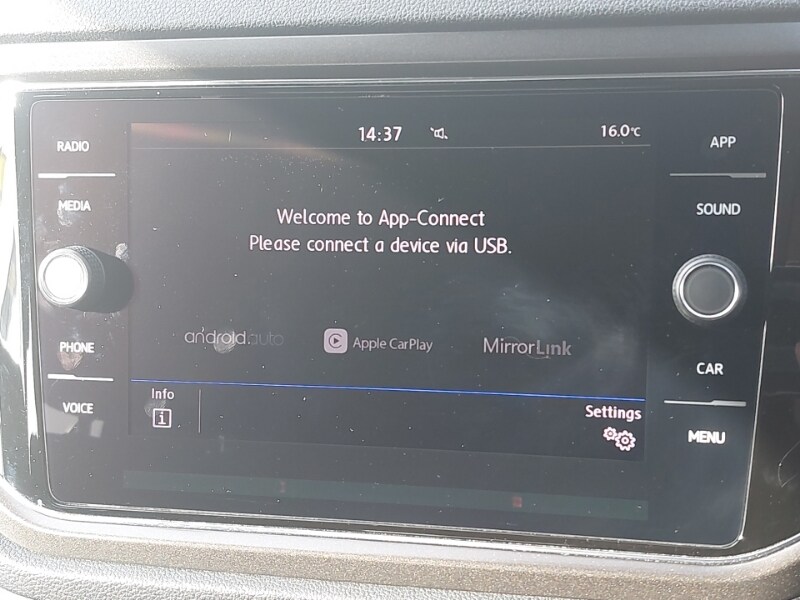 RADIO
MEDIA
PHONE
VOICE
14:37
16.0°C
Welcome to App-Connect
Please connect a device via USB.
androidauto
Apple CarPlay
MirrorLink
Info
i
Settings
APP
SOUND
CAR
MENU